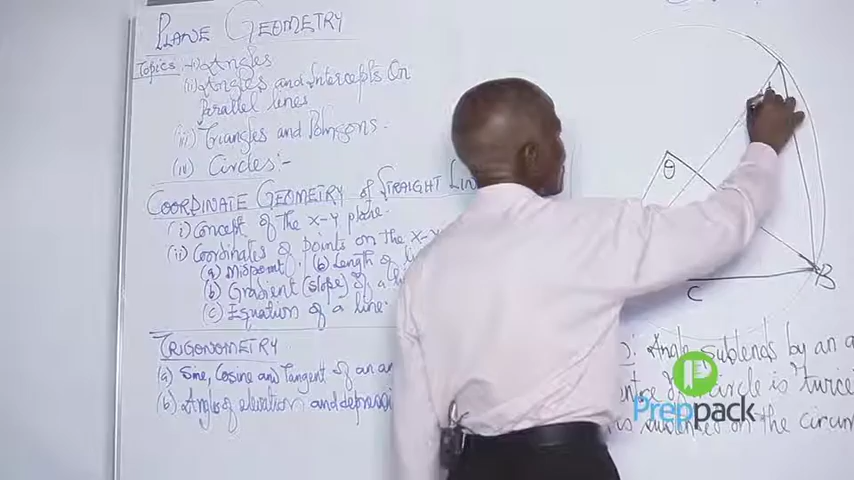 PLANE GEOMETRY
Topics :- (i) Angles
(ii) Angles and Intercepts On
Parallel lines
(iii) Triangles and Polygons.
(iv) Circles:-
COORDINATE GEOMETRY of STRAIGHT LIN
(i) Concept of the x-y plane.
(ii) Coordinates of points on the x-y
(a) Midpoint. (b) Length of li
(b) Gradient (slope) of a l
(c) Equation of a line.
TRIGONOMETRY
(a) Sine, Cosine and Tangent of an an
(b) Angles of elevation and depressi
θ
B
C
Angle subtends by an a
circle is twice
is subtends on the circum
Preppack